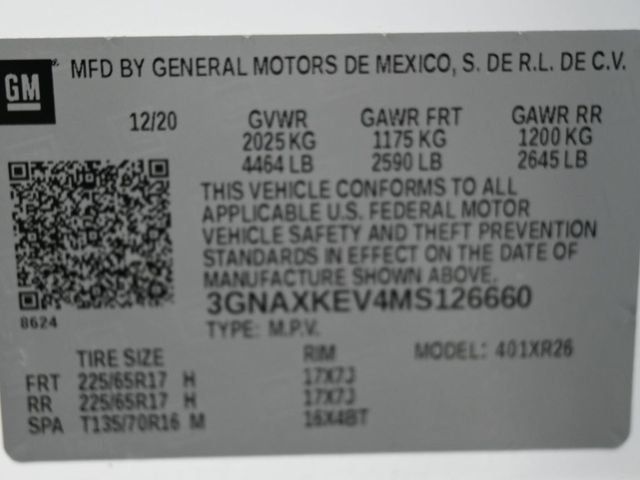 GM
MFD BY GENERAL MOTORS DE MEXICO, S. DE R.L. DE C.V.
12/20 GVWR GAWR FRT GAWR RR
2025 KG 1175 KG 1200 KG
4464 LB 2590 LB 2645 LB
THIS VEHICLE CONFORMS TO ALL
APPLICABLE U.S. FEDERAL MOTOR
VEHICLE SAFETY AND THEFT PREVENTION
STANDARDS IN EFFECT ON THE DATE OF
MANUFACTURE SHOWN ABOVE.
3GNAXKEV4MS126660
8624
TYPE: M.P.V.
TIRE SIZE RIM MODEL: 401XR26
FRT 225/65R17 H 17X7J
RR 225/65R17 H 17X7J
SPA T135/70R16 M 16X4BT